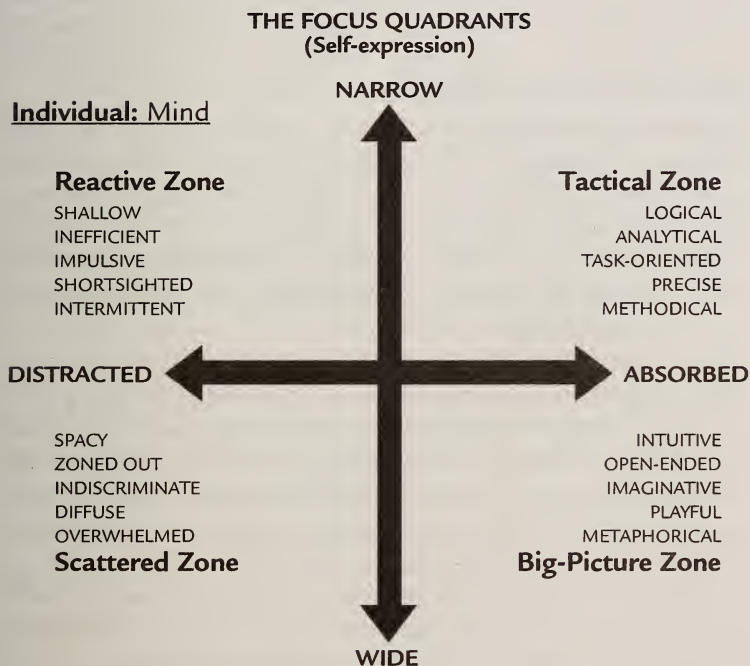 THE FOCUS QUADRANTS
(Self-expression)
NARROW
Individual: Mind
Reactive Zone
SHALLOW
INEFFICIENT
IMPULSIVE
SHORTSIGHTED
INTERMITTENT
Tactical Zone
LOGICAL
ANALYTICAL
TASK-ORIENTED
PRECISE
METHODICAL
DISTRACTED
ABSORBED
SPACY
ZONED OUT
INDISCRIMINATE
DIFFUSE
OVERWHELMED
Scattered Zone
INTUITIVE
OPEN-ENDED
IMAGINATIVE
PLAYFUL
METAPHORICAL
Big-Picture Zone
WIDE